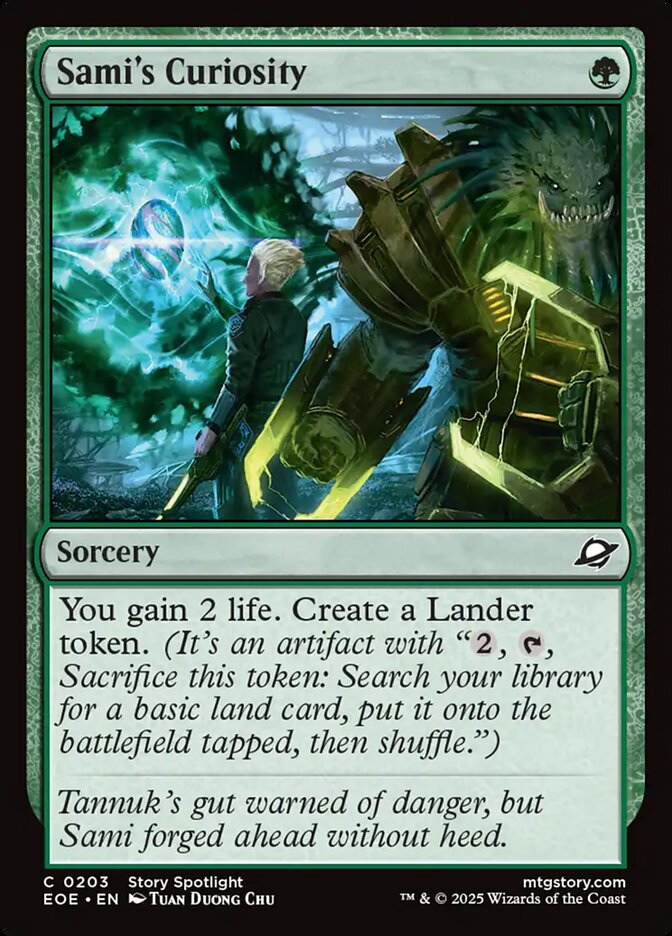 Sami's Curiosity
Sorcery
You gain 2 life. Create a Lander
token. (It's an artifact with “2, ,
Sacrifice this token: Search your library
for a basic land card, put it onto the
battlefield tapped, then shuffle.”)
Tannuk's gut warned of danger, but
Sami forged ahead without heed.
C 0203 Story Spotlight
mtgstory.com
EOE • EN Tuan Duong Chu
™ & © 2025 Wizards of the Coast